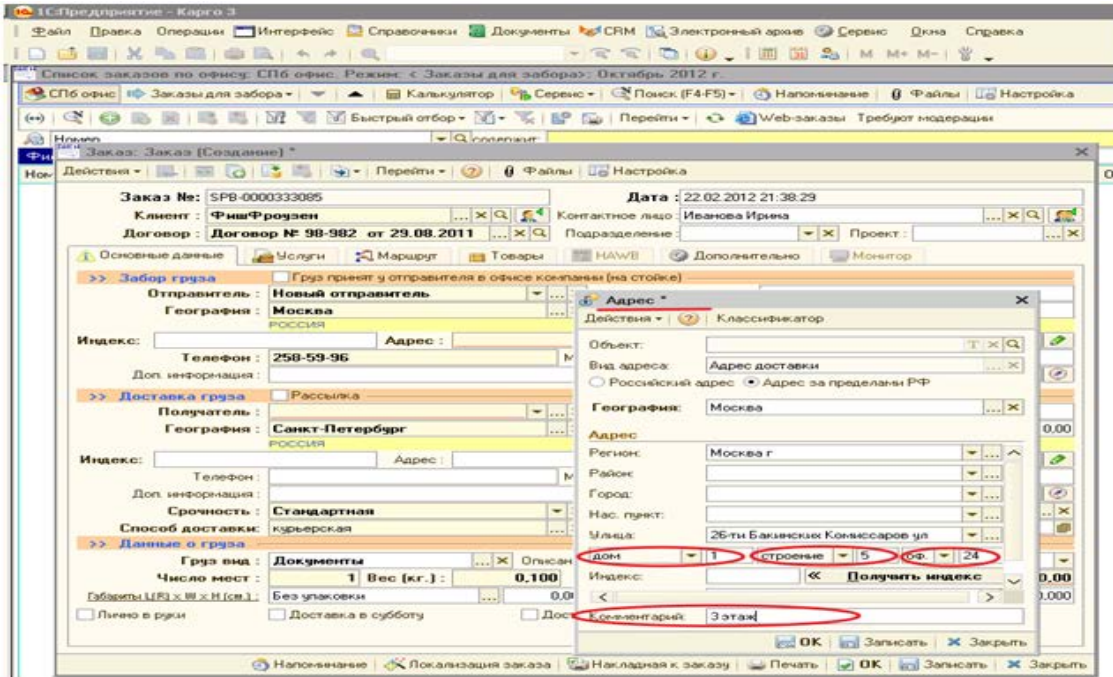 1С:Предприятие - Карго 3
Файл Правка Операции Интерфейс Справочники Документы CRM Электронный архив Сервис Окна Справка
M M+ M-
Список заказов по офису: СПб офис. Режим: < Заказы для забора>; Октябрь 2012 г.
СПб офис Заказы для забора Калькулятор Сервис Поиск (F4-F5) Напоминание Файлы Настройка
Быстрый отбор Перейти Web-заказы Требуют модерации
Номер содержит:
Заказ: Заказ (Создание) *
Действия Перейти Файлы Настройка
Заказ №: SPB-0000333085 Дата : 22.02.2012 21:38:29
Клиент : ФишФроузен Контактное лицо : Иванова Ирина
Договор : Договор № 98-982 от 29.08.2011 Подразделение : Проект :
Основные данные Услуги Маршрут Товары HAWB Дополнительно Монитор
>> Забор груза Груз принят у отправителя в офисе компании (на стойке)
Отправитель : Новый отправитель
География : Москва
РОССИЯ
Индекс: Адрес :
Телефон : 258-59-96
Доп. информация :
>> Доставка груза Рассылка
Получатель :
География : Санкт-Петербург 0,00
РОССИЯ
Индекс: Адрес :
Телефон :
Доп. информация :
Срочность : Стандартная
Способ доставки: курьерская
>> Данные о грузе
Груз вид : Документы
Число мест : 1 Вес (кг.) : 0,100
Габариты L(R) x W x H (см.) : Без упаковки
Лично в руки Доставка в субботу
Адрес *
Действия Классификатор
Объект:
Вид адреса: Адрес доставки
Российский адрес Адрес за пределами РФ
География: Москва
Адрес
Регион: Москва г
Район:
Город:
Нас. пункт:
Улица: 26-ти Бакинских Комиссаров ул
дом 1 строение 5 оф. 24
Индекс: Получить индекс
Комментарий: 3 этаж
OK Записать Закрыть
Напоминание Локализация заказа Накладная к заказу Печать OK Записать Закрыть